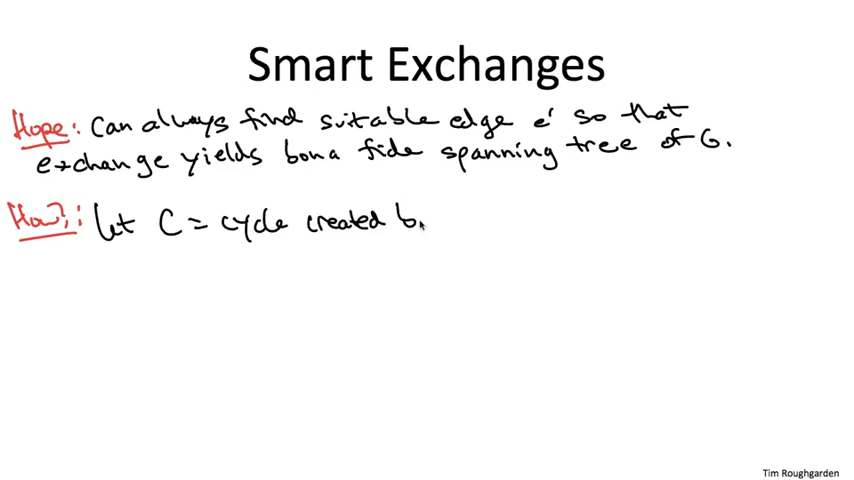 Smart Exchanges
Hope: Can always find suitable edge e' so that
exchange yields bona fide spanning tree of G.
How?: Let C = cycle created b
Tim Roughgarden